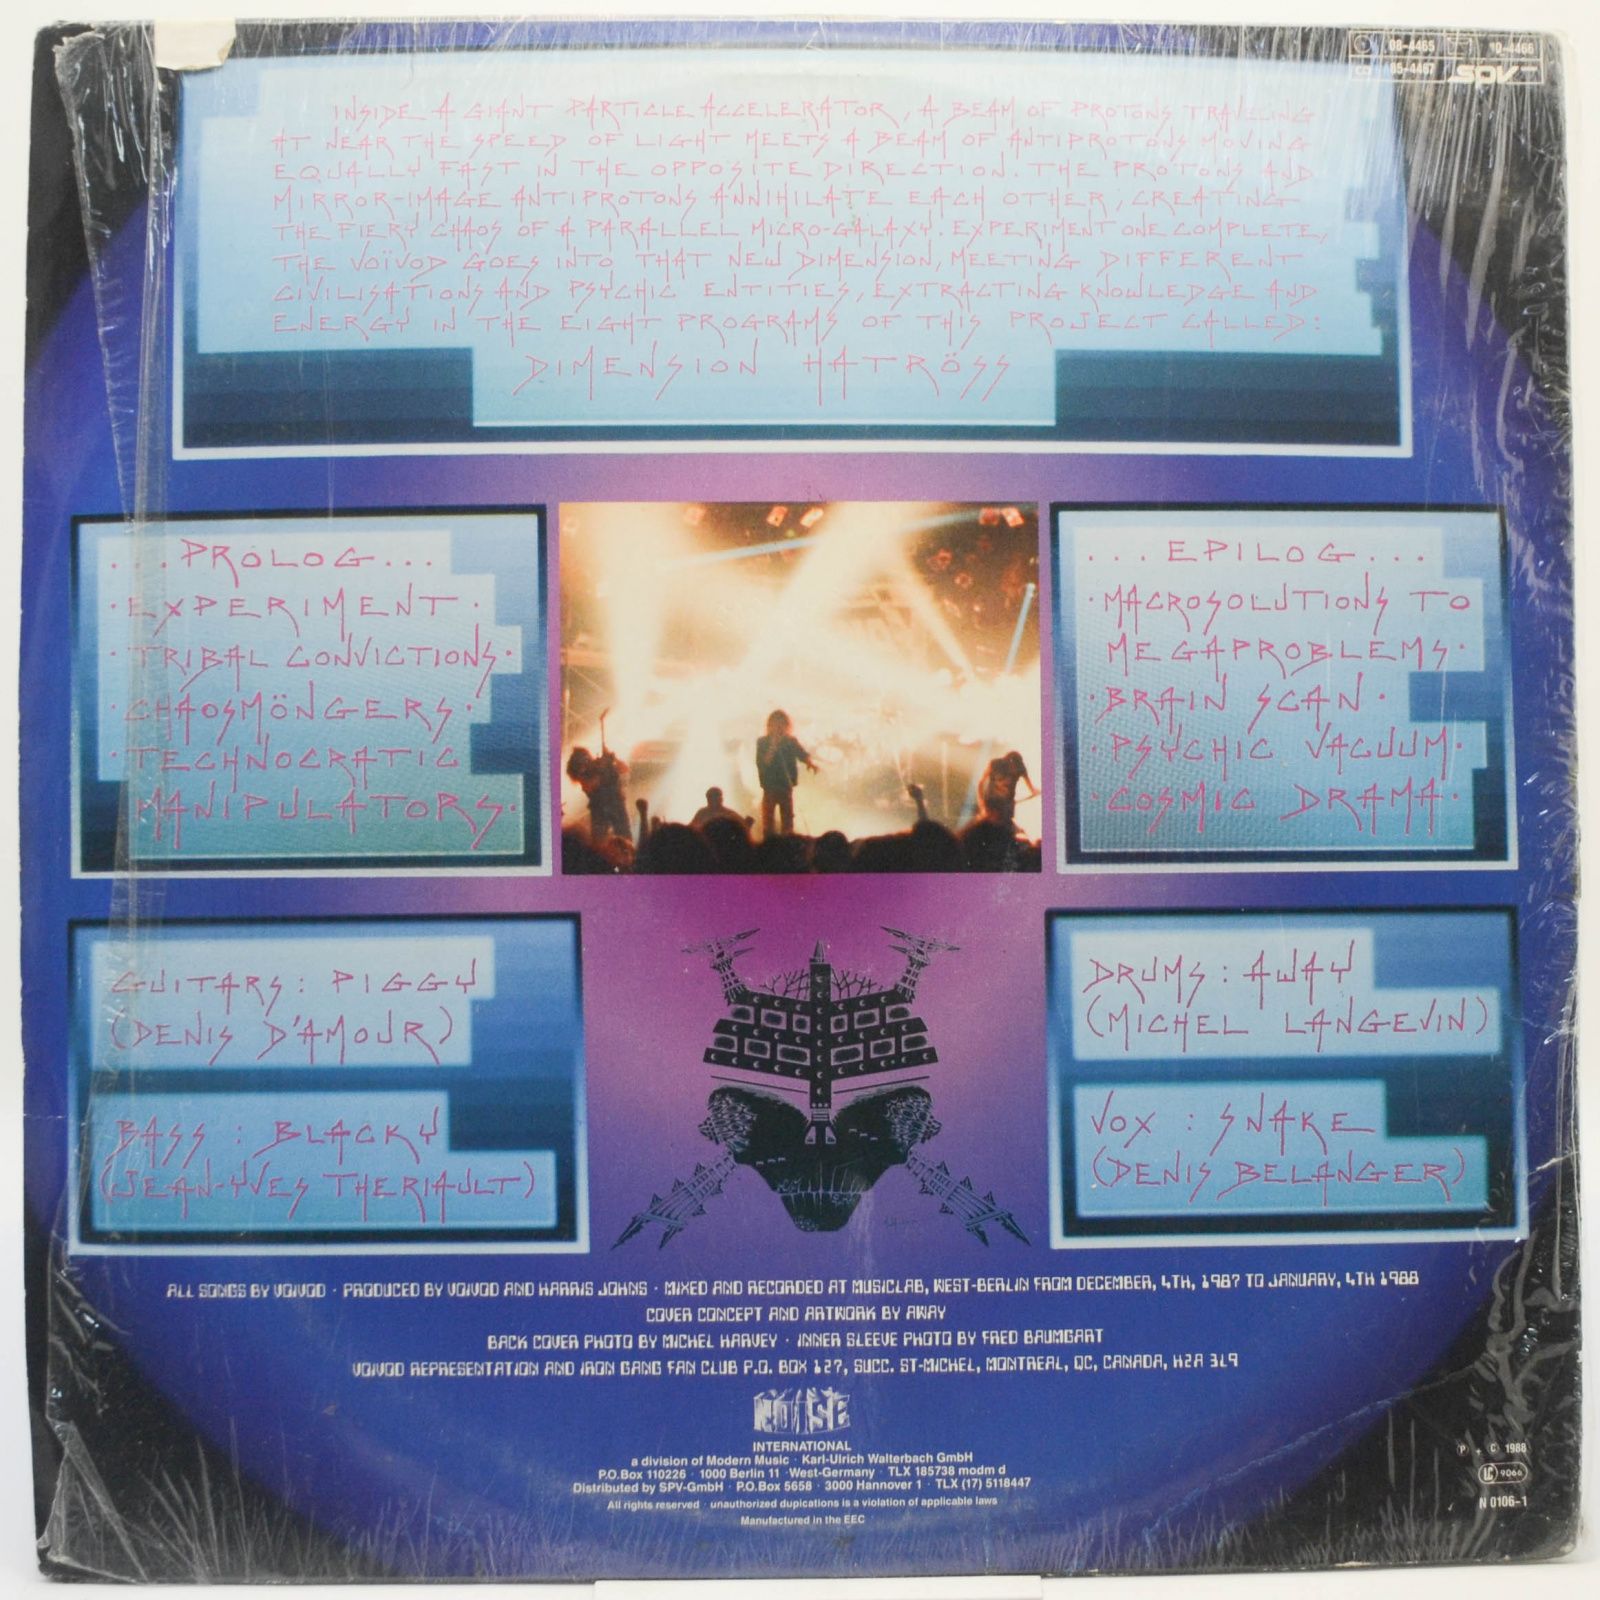 08-4465 10-4466
CD 85-4467 SPV
INSIDE A GIANT PARTICLE ACCELERATOR, A BEAM OF PROTONS TRAVELING
AT NEAR THE SPEED OF LIGHT MEETS A BEAM OF ANTIPROTONS MOVING
EQUALLY FAST IN THE OPPOSITE DIRECTION. THE PROTONS AND
MIRROR-IMAGE ANTIPROTONS ANNIHILATE EACH OTHER, CREATING
THE FIERY CHAOS OF A PARALLEL MICRO-GALAXY. EXPERIMENT ONE COMPLETE,
THE VOÏVOD GOES INTO THAT NEW DIMENSION, MEETING DIFFERENT
CIVILISATIONS AND PSYCHIC ENTITIES, EXTRACTING KNOWLEDGE AND
ENERGY IN THE EIGHT PROGRAMS OF THIS PROJECT CALLED:
DIMENSION HATRÖSS
...PROLOG...
·EXPERIMENT·
·TRIBAL CONVICTIONS·
·CHAOSMÖNGERS·
·TECHNOCRATIC
MANIPULATORS·
...EPILOG...
·MACROSOLUTIONS TO
MEGAPROBLEMS·
·BRAIN SCAN·
·PSYCHIC VACUUM·
·COSMIC DRAMA·
GUITARS: PIGGY
(DENIS D'AMOUR)
BASS : BLACKY
(JEAN-YVES THERIAULT)
DRUMS: AWAY
(MICHEL LANGEVIN)
VOX : SNAKE
(DENIS BELANGER)
ALL SONGS BY VOIVOD · PRODUCED BY VOIVOD AND HARRIS JOHNS · MIXED AND RECORDED AT MUSICLAB, WEST-BERLIN FROM DECEMBER, 4TH, 1987 TO JANUARY, 4TH 1988
COVER CONCEPT AND ARTWORK BY AWAY
BACK COVER PHOTO BY MICHEL HARVEY · INNER SLEEVE PHOTO BY FRED BAUMGART
VOIVOD REPRESENTATION AND IRON GANG FAN CLUB P.O. BOX 127, SUCC. ST-MICHEL, MONTREAL, QC, CANADA, H2A 3L9
NOISE
INTERNATIONAL
a division of Modern Music · Karl-Ulrich Walterbach GmbH
P.O.Box 110226 · 1000 Berlin 11 · West-Germany · TLX 185738 modm d
Distributed by SPV-GmbH · P.O.Box 5658 · 3000 Hannover 1 · TLX (17) 5118447
All rights reserved · unauthorized dupications is a violation of applicable laws
Manufactured in the EEC
P + C 1988
LC 9066
N 0106-1